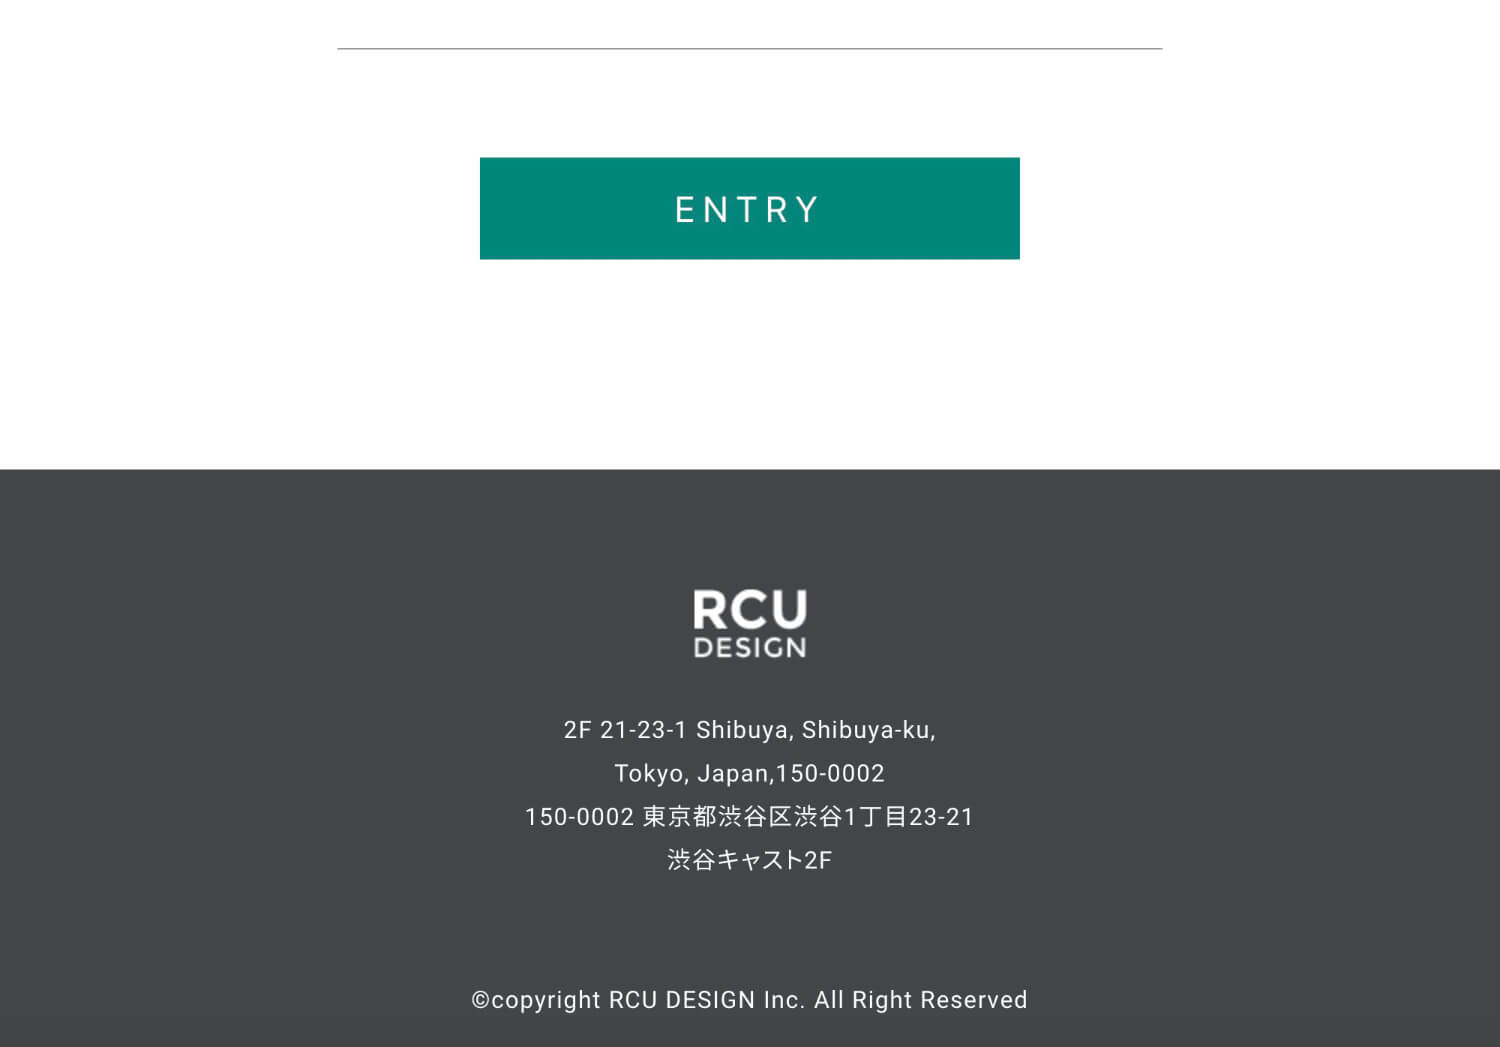 ENTRY
RCU
DESIGN
2F 21-23-1 Shibuya, Shibuya-ku,
Tokyo, Japan,150-0002
150-0002 東京都渋谷区渋谷1丁目23-21
渋谷キャスト2F
©copyright RCU DESIGN Inc. All Right Reserved